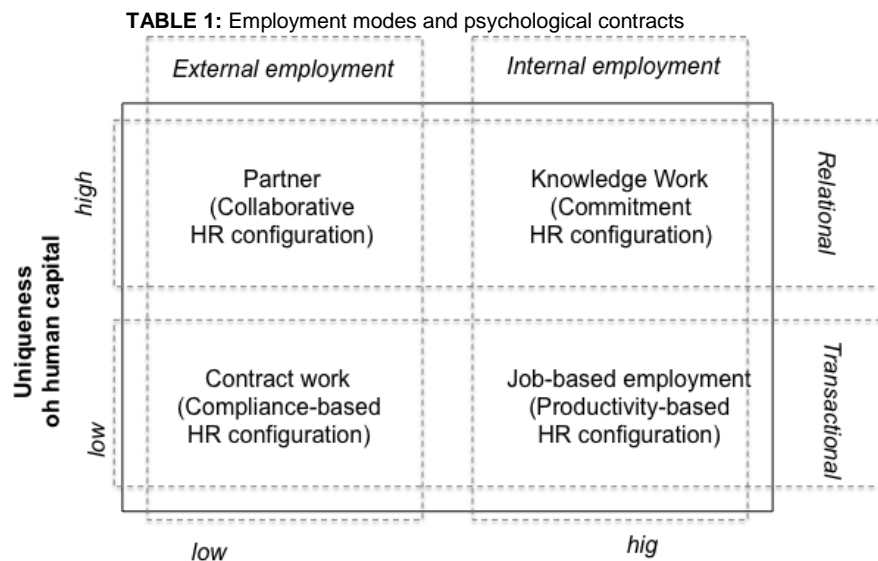 TABLE 1: Employment modes and psychological contracts
External employment
Internal employment
Uniqueness
oh human capital
high
Partner
(Collaborative
HR configuration)
Knowledge Work
(Commitment
HR configuration)
Relational
low
Contract work
(Compliance-based
HR configuration)
Job-based employment
(Productivity-based
HR configuration)
Transactional
low
hig